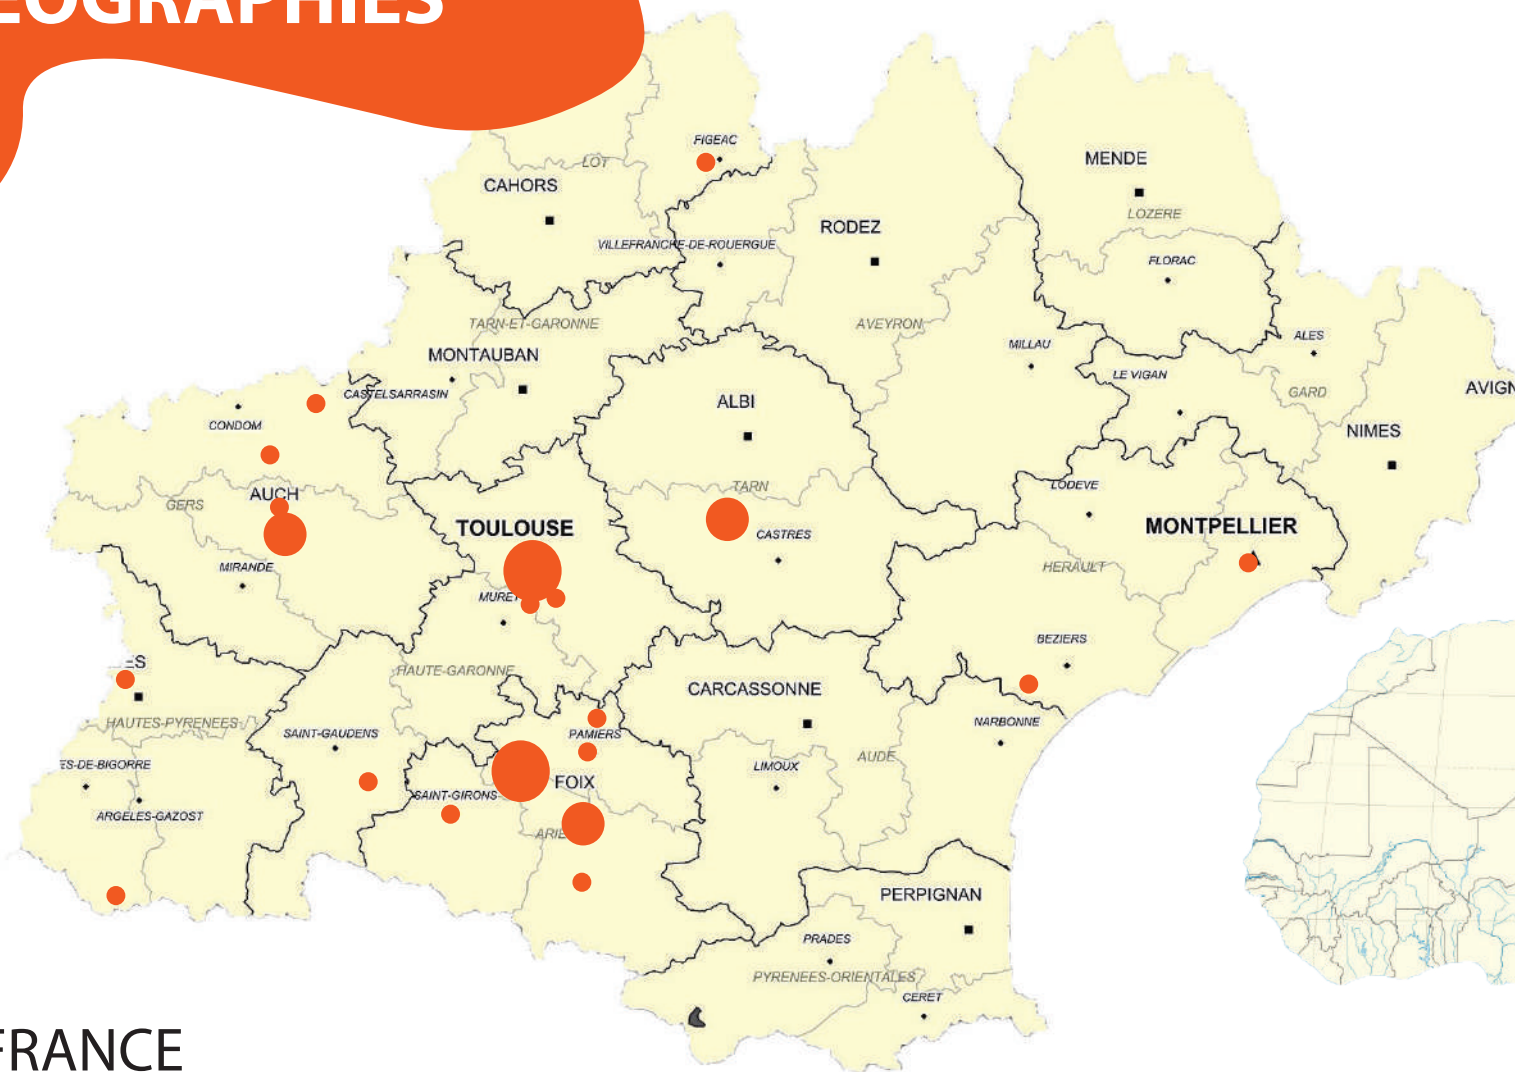 EOGRAPHIES
FIGEAC
LOT
CAHORS
MENDE
LOZERE
RODEZ
VILLEFRANCHE-DE-ROUERGUE
FLORAC
TARN-ET-GARONNE
AVEYRON
ALES
MONTAUBAN
MILLAU
LE VIGAN
CASTELSARRASIN
GARD
AVIGN
ALBI
CONDOM
NIMES
TARN
LODEVE
AUCH
GERS
TOULOUSE
CASTRES
MONTPELLIER
MIRANDE
HERAULT
MURET
BEZIERS
ES
HAUTE-GARONNE
CARCASSONNE
HAUTES-PYRENEES
SAINT-GAUDENS
PAMIERS
NARBONNE
ES-DE-BIGORRE
LIMOUX
AUDE
FOIX
SAINT-GIRONS
ARGELES-GAZOST
ARIE
PERPIGNAN
PRADES
PYRENEES-ORIENTALES
CERET
FRANCE